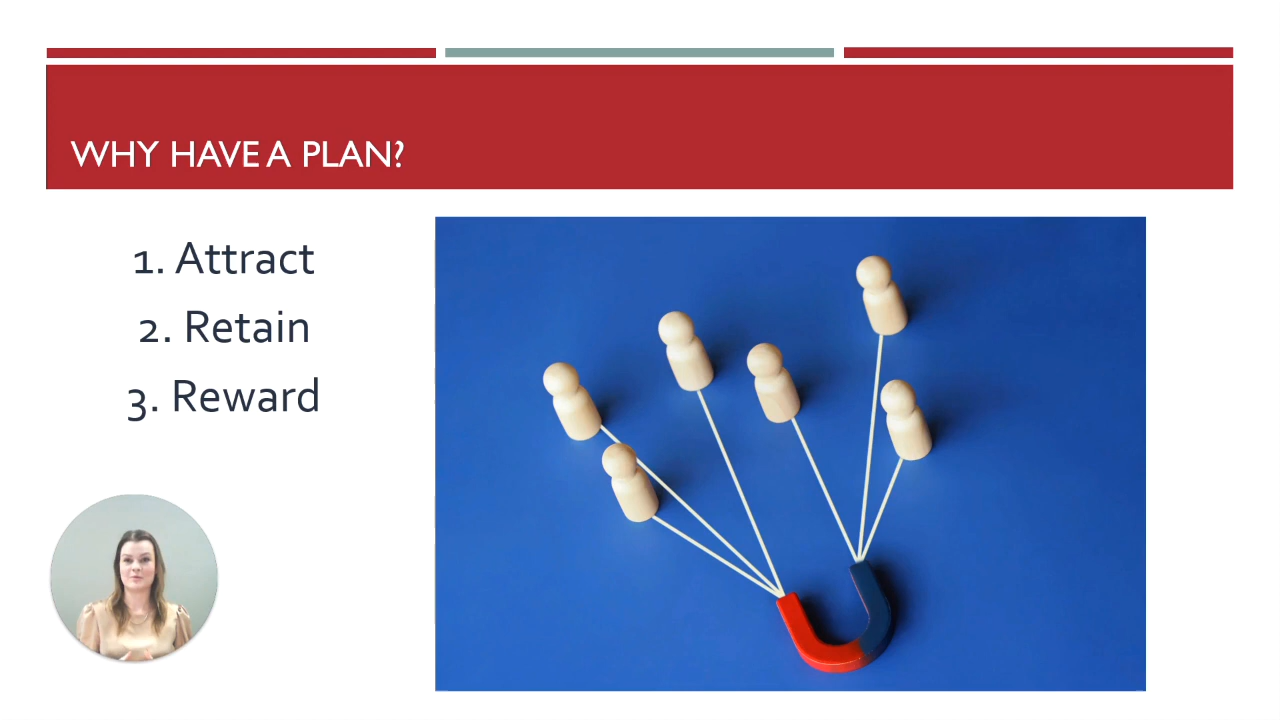 WHY HAVE A PLAN?
1. Attract
2. Retain
3. Reward